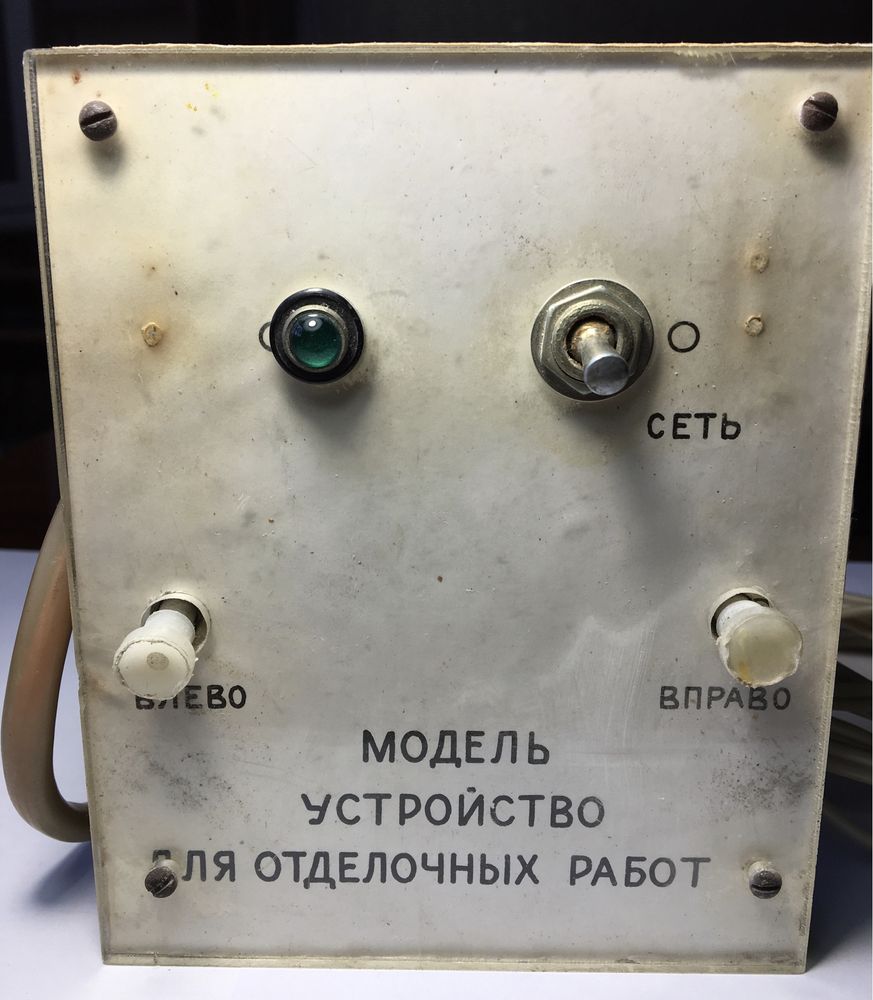 СЕТЬ
ВЛЕВО
ВПРАВО
МОДЕЛЬ
УСТРОЙСТВО
ДЛЯ ОТДЕЛОЧНЫХ РАБОТ